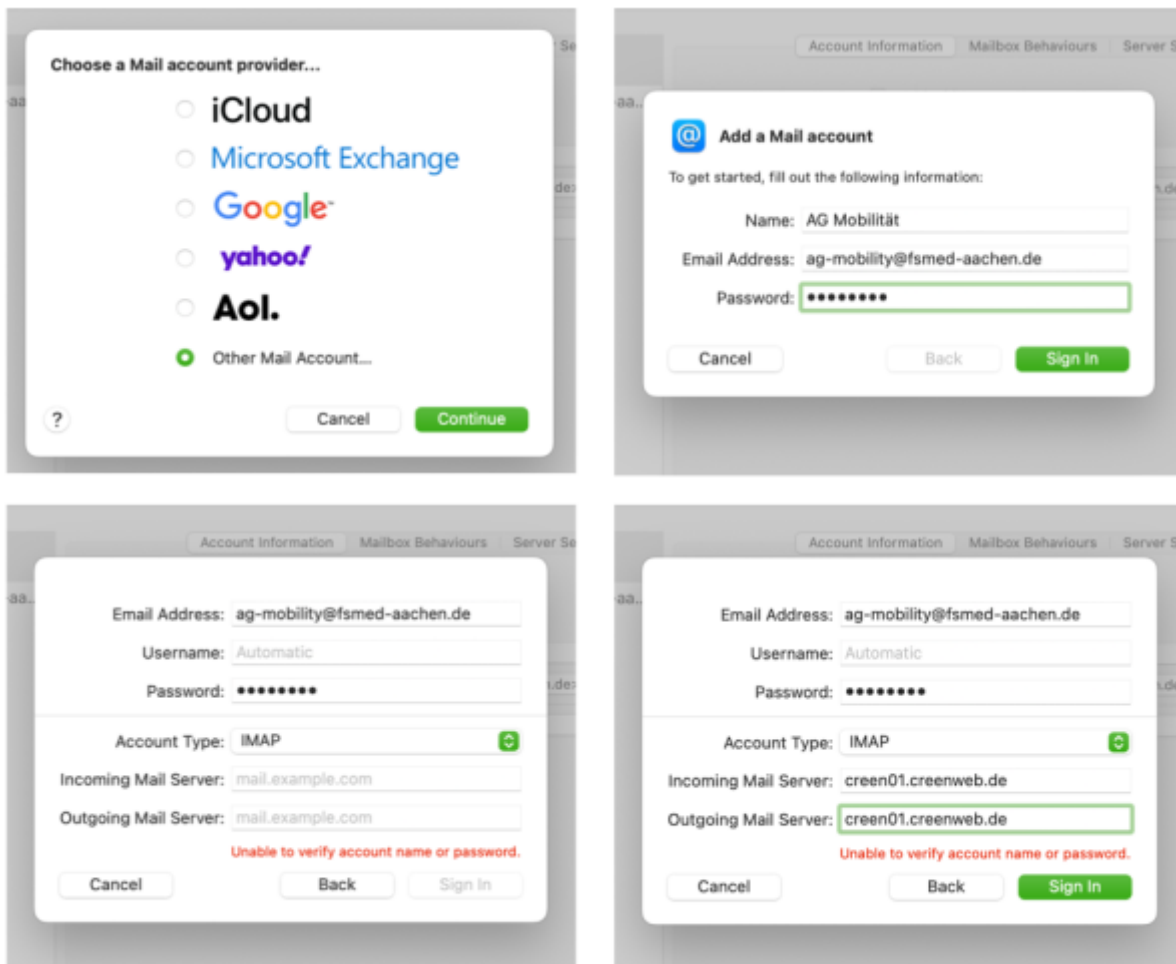 Choose a Mail account provider...
iCloud
Microsoft Exchange
Google
yahoo!
Aol.
Other Mail Account...
?
Cancel
Continue
Account Information
Mailbox Behaviours
Server S
aa...
Add a Mail account
To get started, fill out the following information:
Name: AG Mobilität
Email Address: ag-mobility@fsmed-aachen.de
Password: ••••••••
Cancel
Back
Sign In
Account Information
Mailbox Behaviours
Server Se
Email Address: ag-mobility@fsmed-aachen.de
Username: Automatic
Password: ••••••••
Account Type: IMAP
Incoming Mail Server: mail.example.com
Outgoing Mail Server: mail.example.com
Unable to verify account name or password.
Cancel
Back
Sign In
Account Information
Mailbox Behaviours
Server S
aa...
Email Address: ag-mobility@fsmed-aachen.de
Username: Automatic
Password: ••••••••
Account Type: IMAP
Incoming Mail Server: creen01.creenweb.de
Outgoing Mail Server: creen01.creenweb.de
Unable to verify account name or password.
Cancel
Back
Sign In